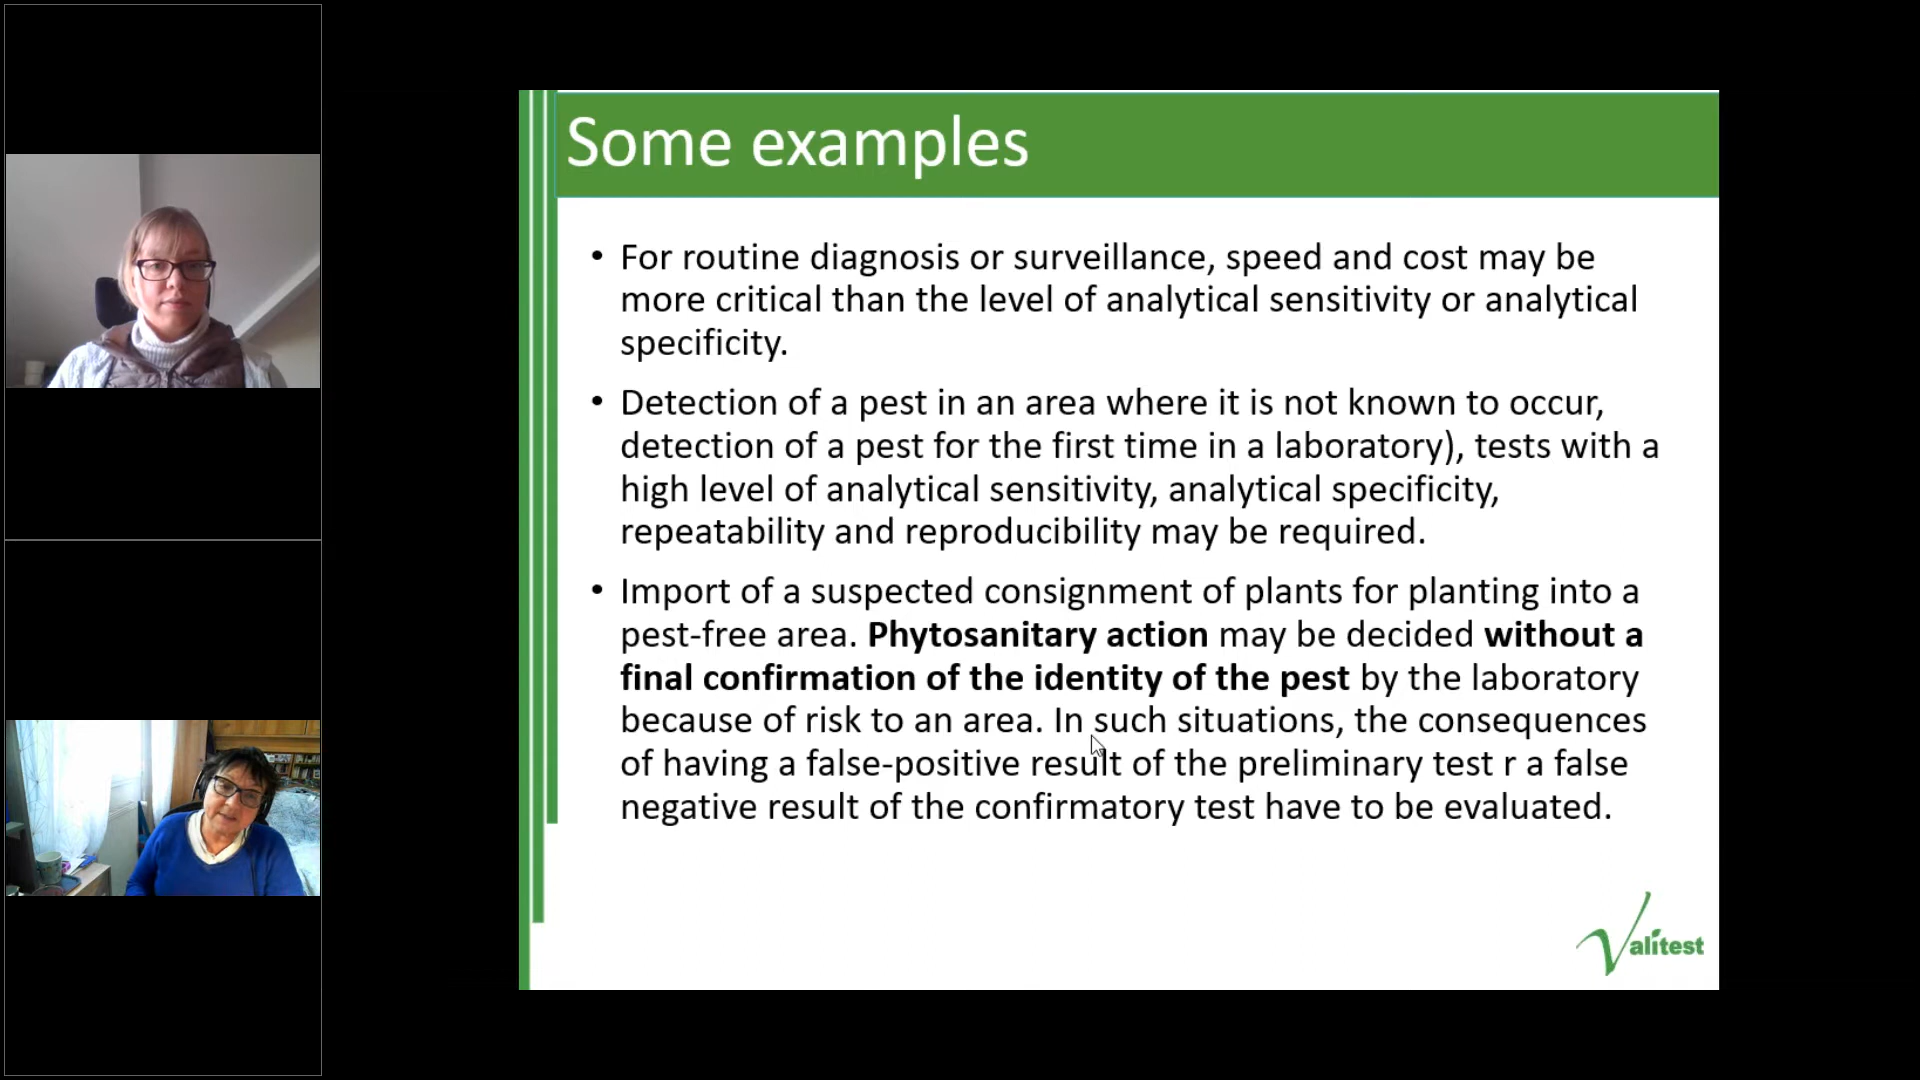 Some examples
• For routine diagnosis or surveillance, speed and cost may be
more critical than the level of analytical sensitivity or analytical
specificity.
• Detection of a pest in an area where it is not known to occur,
detection of a pest for the first time in a laboratory), tests with a
high level of analytical sensitivity, analytical specificity,
repeatability and reproducibility may be required.
• Import of a suspected consignment of plants for planting into a
pest-free area. Phytosanitary action may be decided without a
final confirmation of the identity of the pest by the laboratory
because of risk to an area. In such situations, the consequences
of having a false-positive result of the preliminary test r a false
negative result of the confirmatory test have to be evaluated.
Valitest